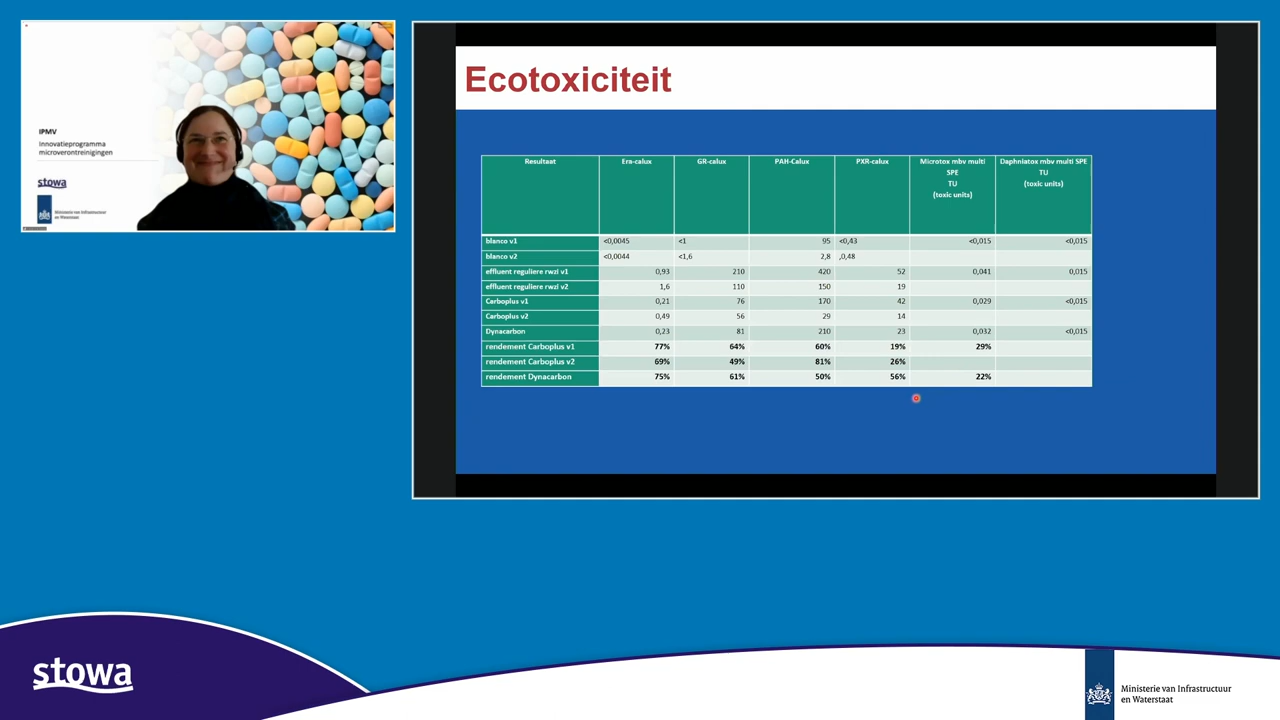 IPMV
Innovatieprogramma
microverontreinigingen
stowa
Ministerie van Infrastructuur
en Waterstaat
Ecotoxiciteit
Resultaat Era-calux GR-calux PAH-Calux PXR-calux Microtox mbv multi SPE TU (toxic units) Daphniatox mbv multi SPE TU (toxic units)
blanco v1 <0,0045 <1 95 <0,43 <0,015 <0,015
blanco v2 <0,0044 <1,6 2,8 ,0,48
effluent reguliere rwzi v1 0,93 210 420 52 0,041 0,015
effluent reguliere rwzi v2 1,6 110 150 19
Carboplus v1 0,21 76 170 42 0,029 <0,015
Carboplus v2 0,49 56 29 14
Dynacarbon 0,23 81 210 23 0,032 <0,015
rendement Carboplus v1 77% 64% 60% 19% 29%
rendement Carboplus v2 69% 49% 81% 26%
rendement Dynacarbon 75% 61% 50% 56% 22%
stowa
Ministerie van Infrastructuur
en Waterstaat